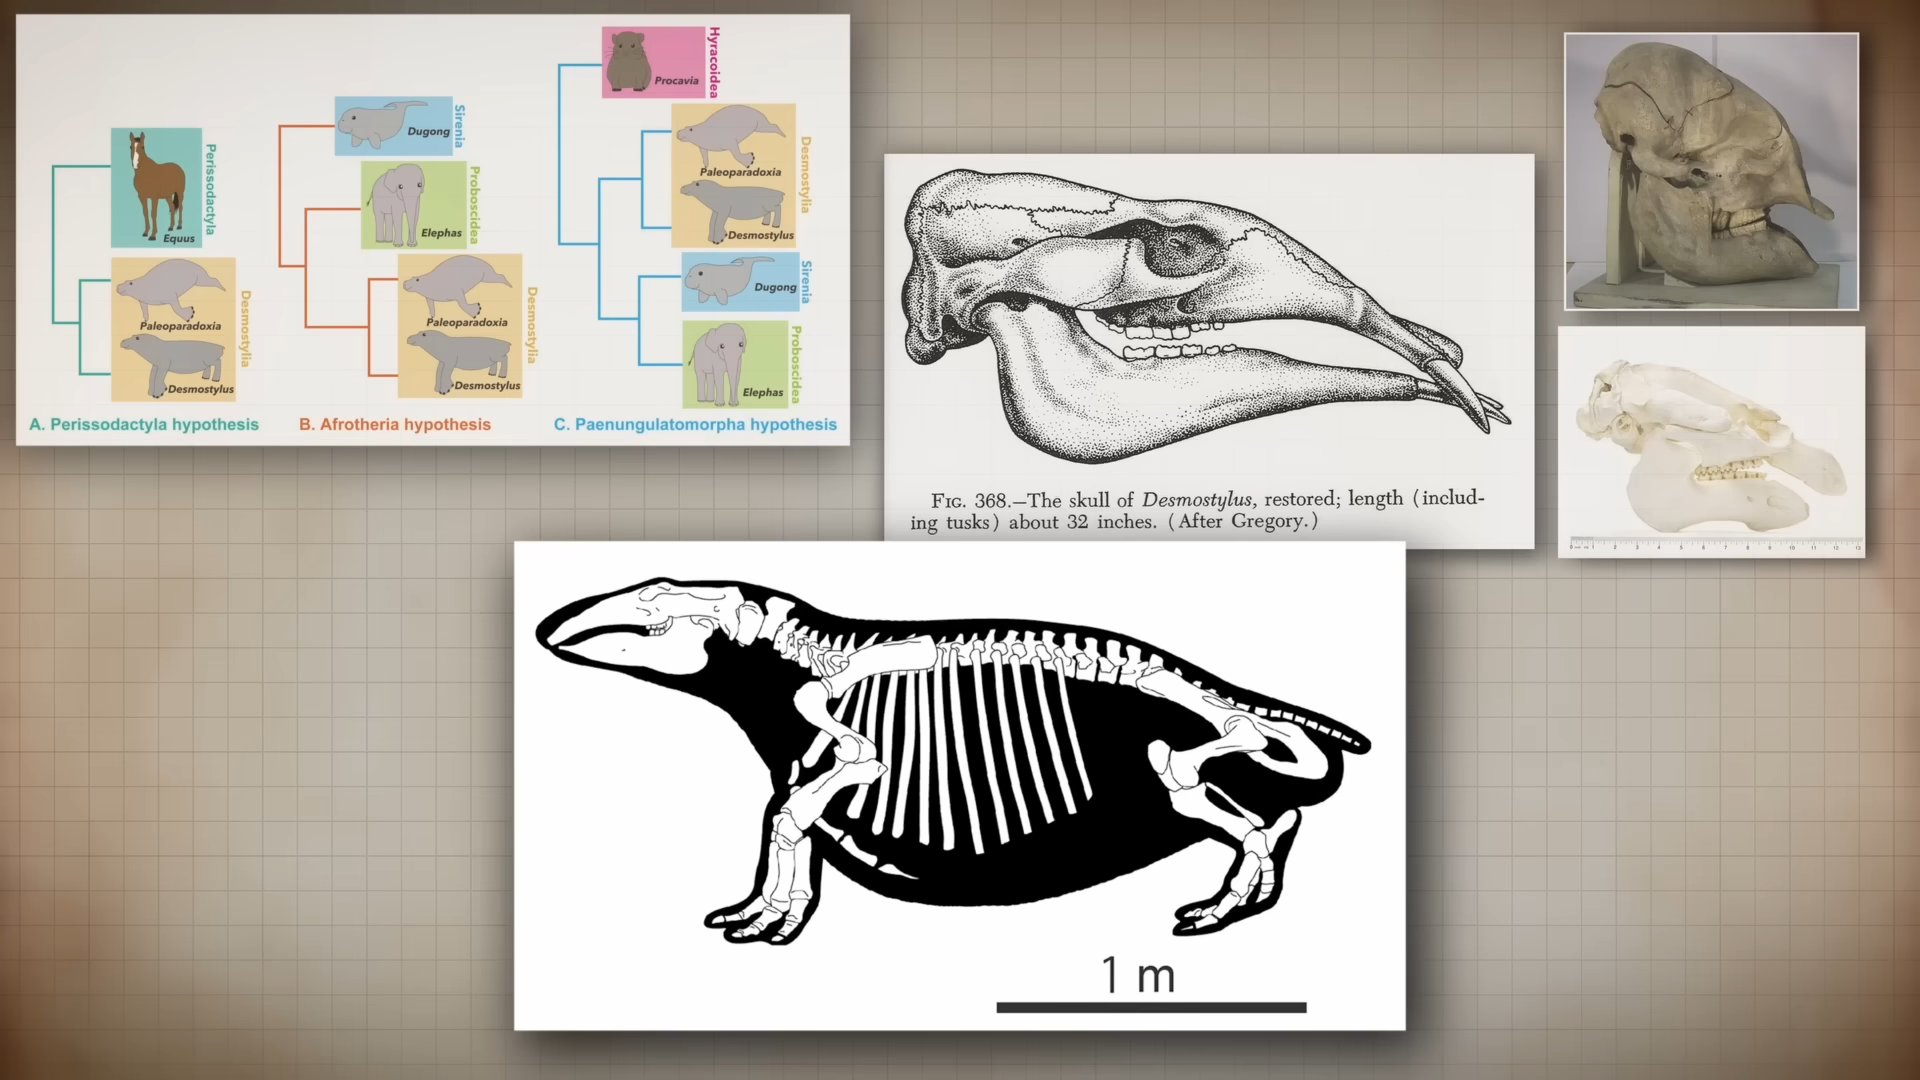 Hyracoidea
Procavia
Sirenia
Dugong
Desmostylia
Paleoparadoxia
Desmostylus
Perissodactyla
Equus
Proboscidea
Elephas
Sirenia
Dugong
Desmostylia
Paleoparadoxia
Desmostylus
Desmostylia
Paleoparadoxia
Desmostylus
Proboscidea
Elephas
A. Perissodactyla hypothesis
B. Afrotheria hypothesis
C. Paenungulatomorpha hypothesis
FIG. 368.—The skull of Desmostylus, restored; length (includ-
ing tusks) about 32 inches. (After Gregory.)
1 m